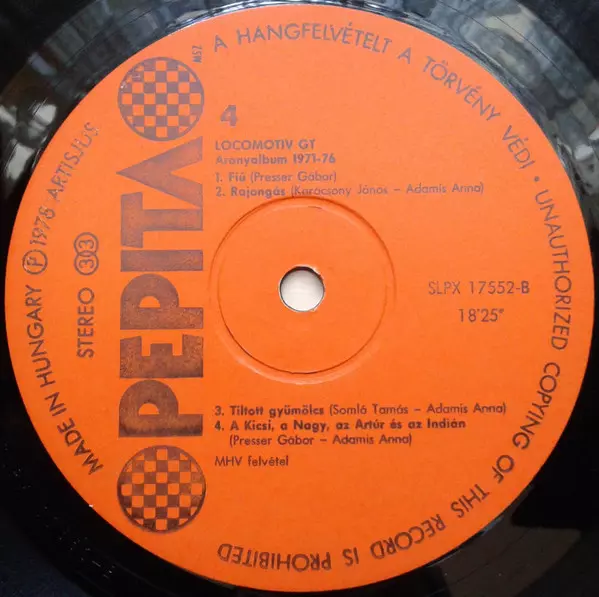 MADE IN HUNGARY Ⓟ 1978 ARTISJUS
A HANGFELVÉTELT A TÖRVÉNY VÉDI · UNAUTHORIZED COPYING OF THIS RECORD IS PROHIBITED
STEREO 33
PEPITA
MSZ
4
LOCOMOTIV GT
Aranyalbum 1971-76
1. Fiú (Presser Gábor)
2. Rajongás (Karácsony János – Adamis Anna)
SLPX 17552-B
18'25"
3. Tiltott gyümölcs (Somló Tamás – Adamis Anna)
4. A Kicsi, a Nagy, az Artúr és az Indián
(Presser Gábor – Adamis Anna)
MHV felvétel